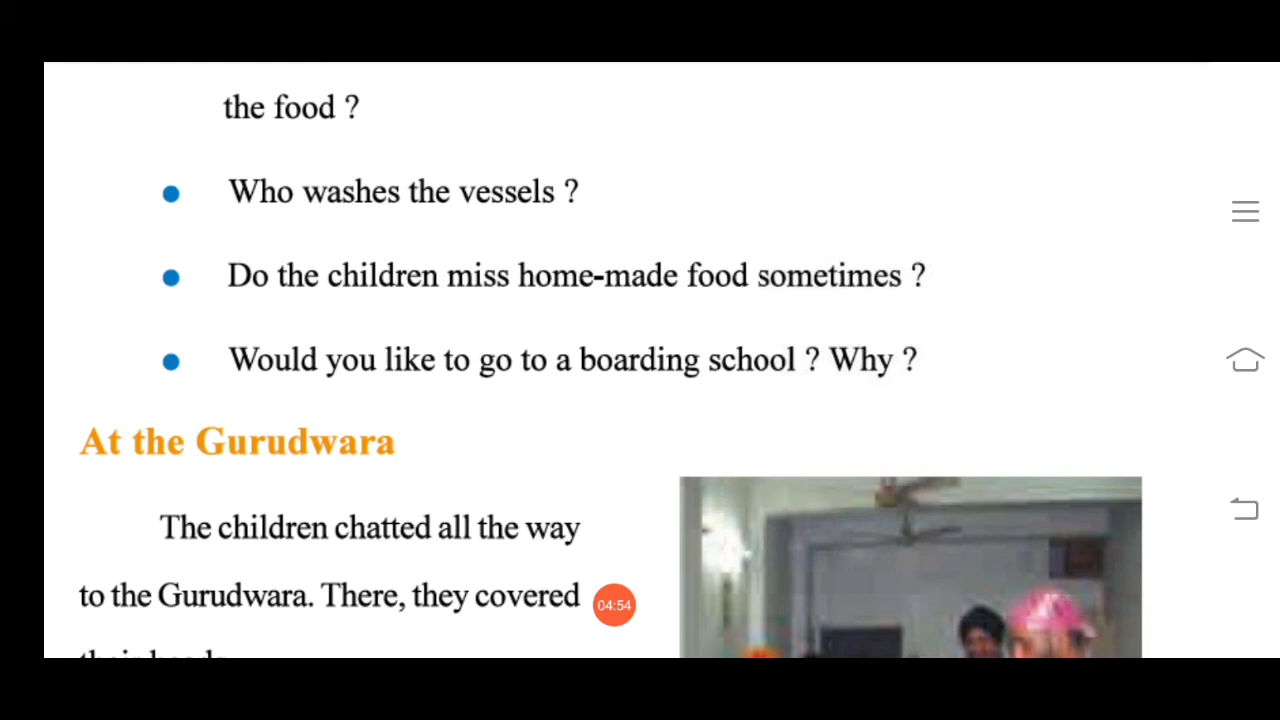 the food ?
● Who washes the vessels ?
● Do the children miss home-made food sometimes ?
● Would you like to go to a boarding school ? Why ?
At the Gurudwara
The children chatted all the way
to the Gurudwara. There, they covered
04:54